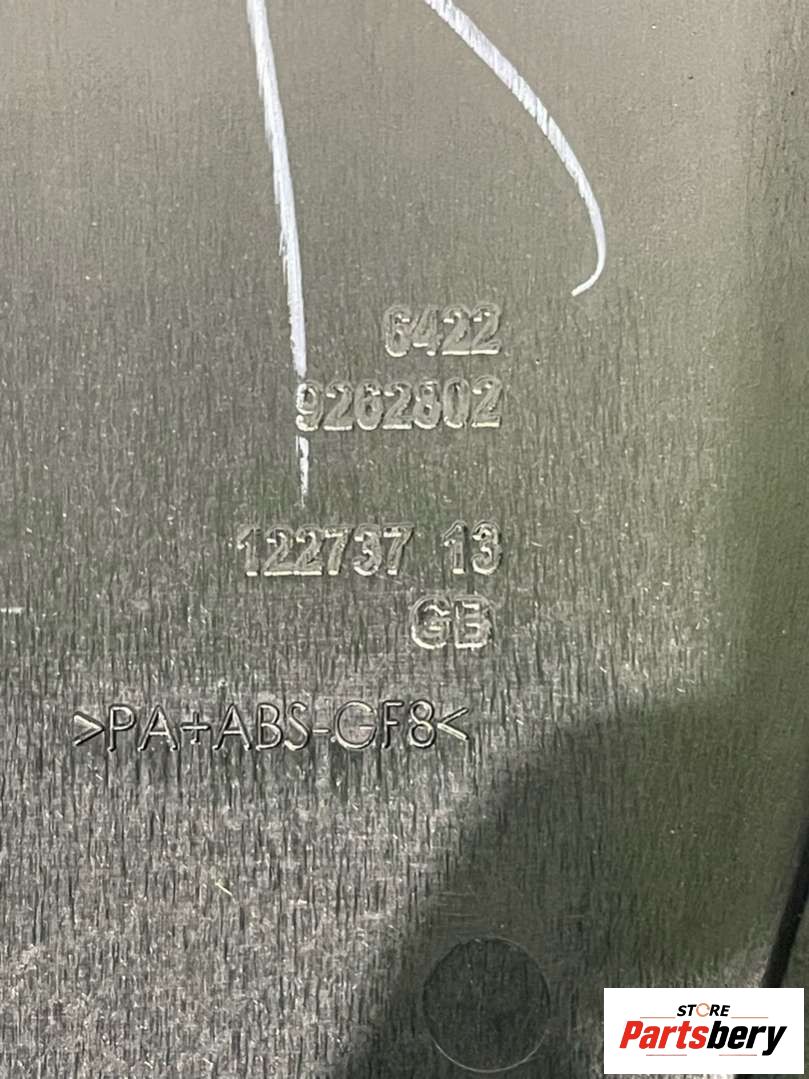 6422
9262802
122737 13
GB
>PA+ABS-GF8<
STORE
Partsbery